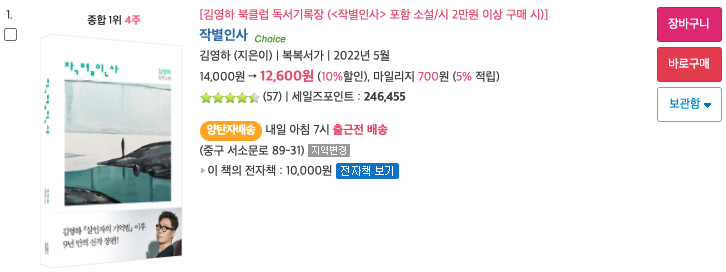 1.
종합 1위 4주
[김영하 북클럽 독서기록장 (<작별인사> 포함 소설/시 2만원 이상 구매 시)]
작별인사 Choice
김영하 (지은이) | 복복서가 | 2022년 5월
14,000원 → 12,600원 (10%할인), 마일리지 700원 (5% 적립)
(57) | 세일즈포인트 : 246,455
양탄자배송 내일 아침 7시 출근전 배송
(중구 서소문로 89-31) 지역변경
이 책의 전자책 : 10,000원 전자책 보기
장바구니
바로구매
보관함
작별인사
김영하
김영하 『살인자의 기억법』 이후
9년 만의 신작 장편!